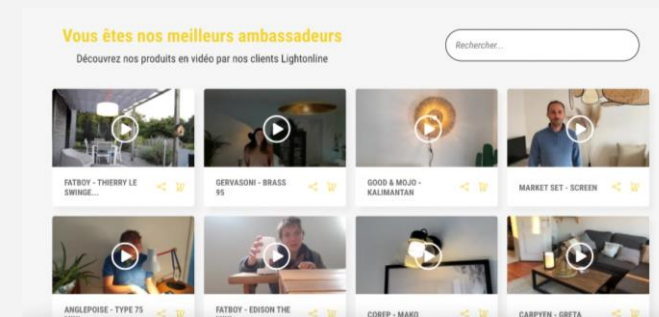 Vous êtes nos meilleurs ambassadeurs
Découvrez nos produits en vidéo par nos clients Lightonline
Rechercher...
FATBOY - THIERRY LE
SWINGE...
GERVASONI - BRASS
95
GOOD & MOJO -
KALIMANTAN
MARKET SET - SCREEN
ANGLEPOISE - TYPE 75
FATBOY - EDISON THE
COREP - MAKO
CARPYEN - GRETA